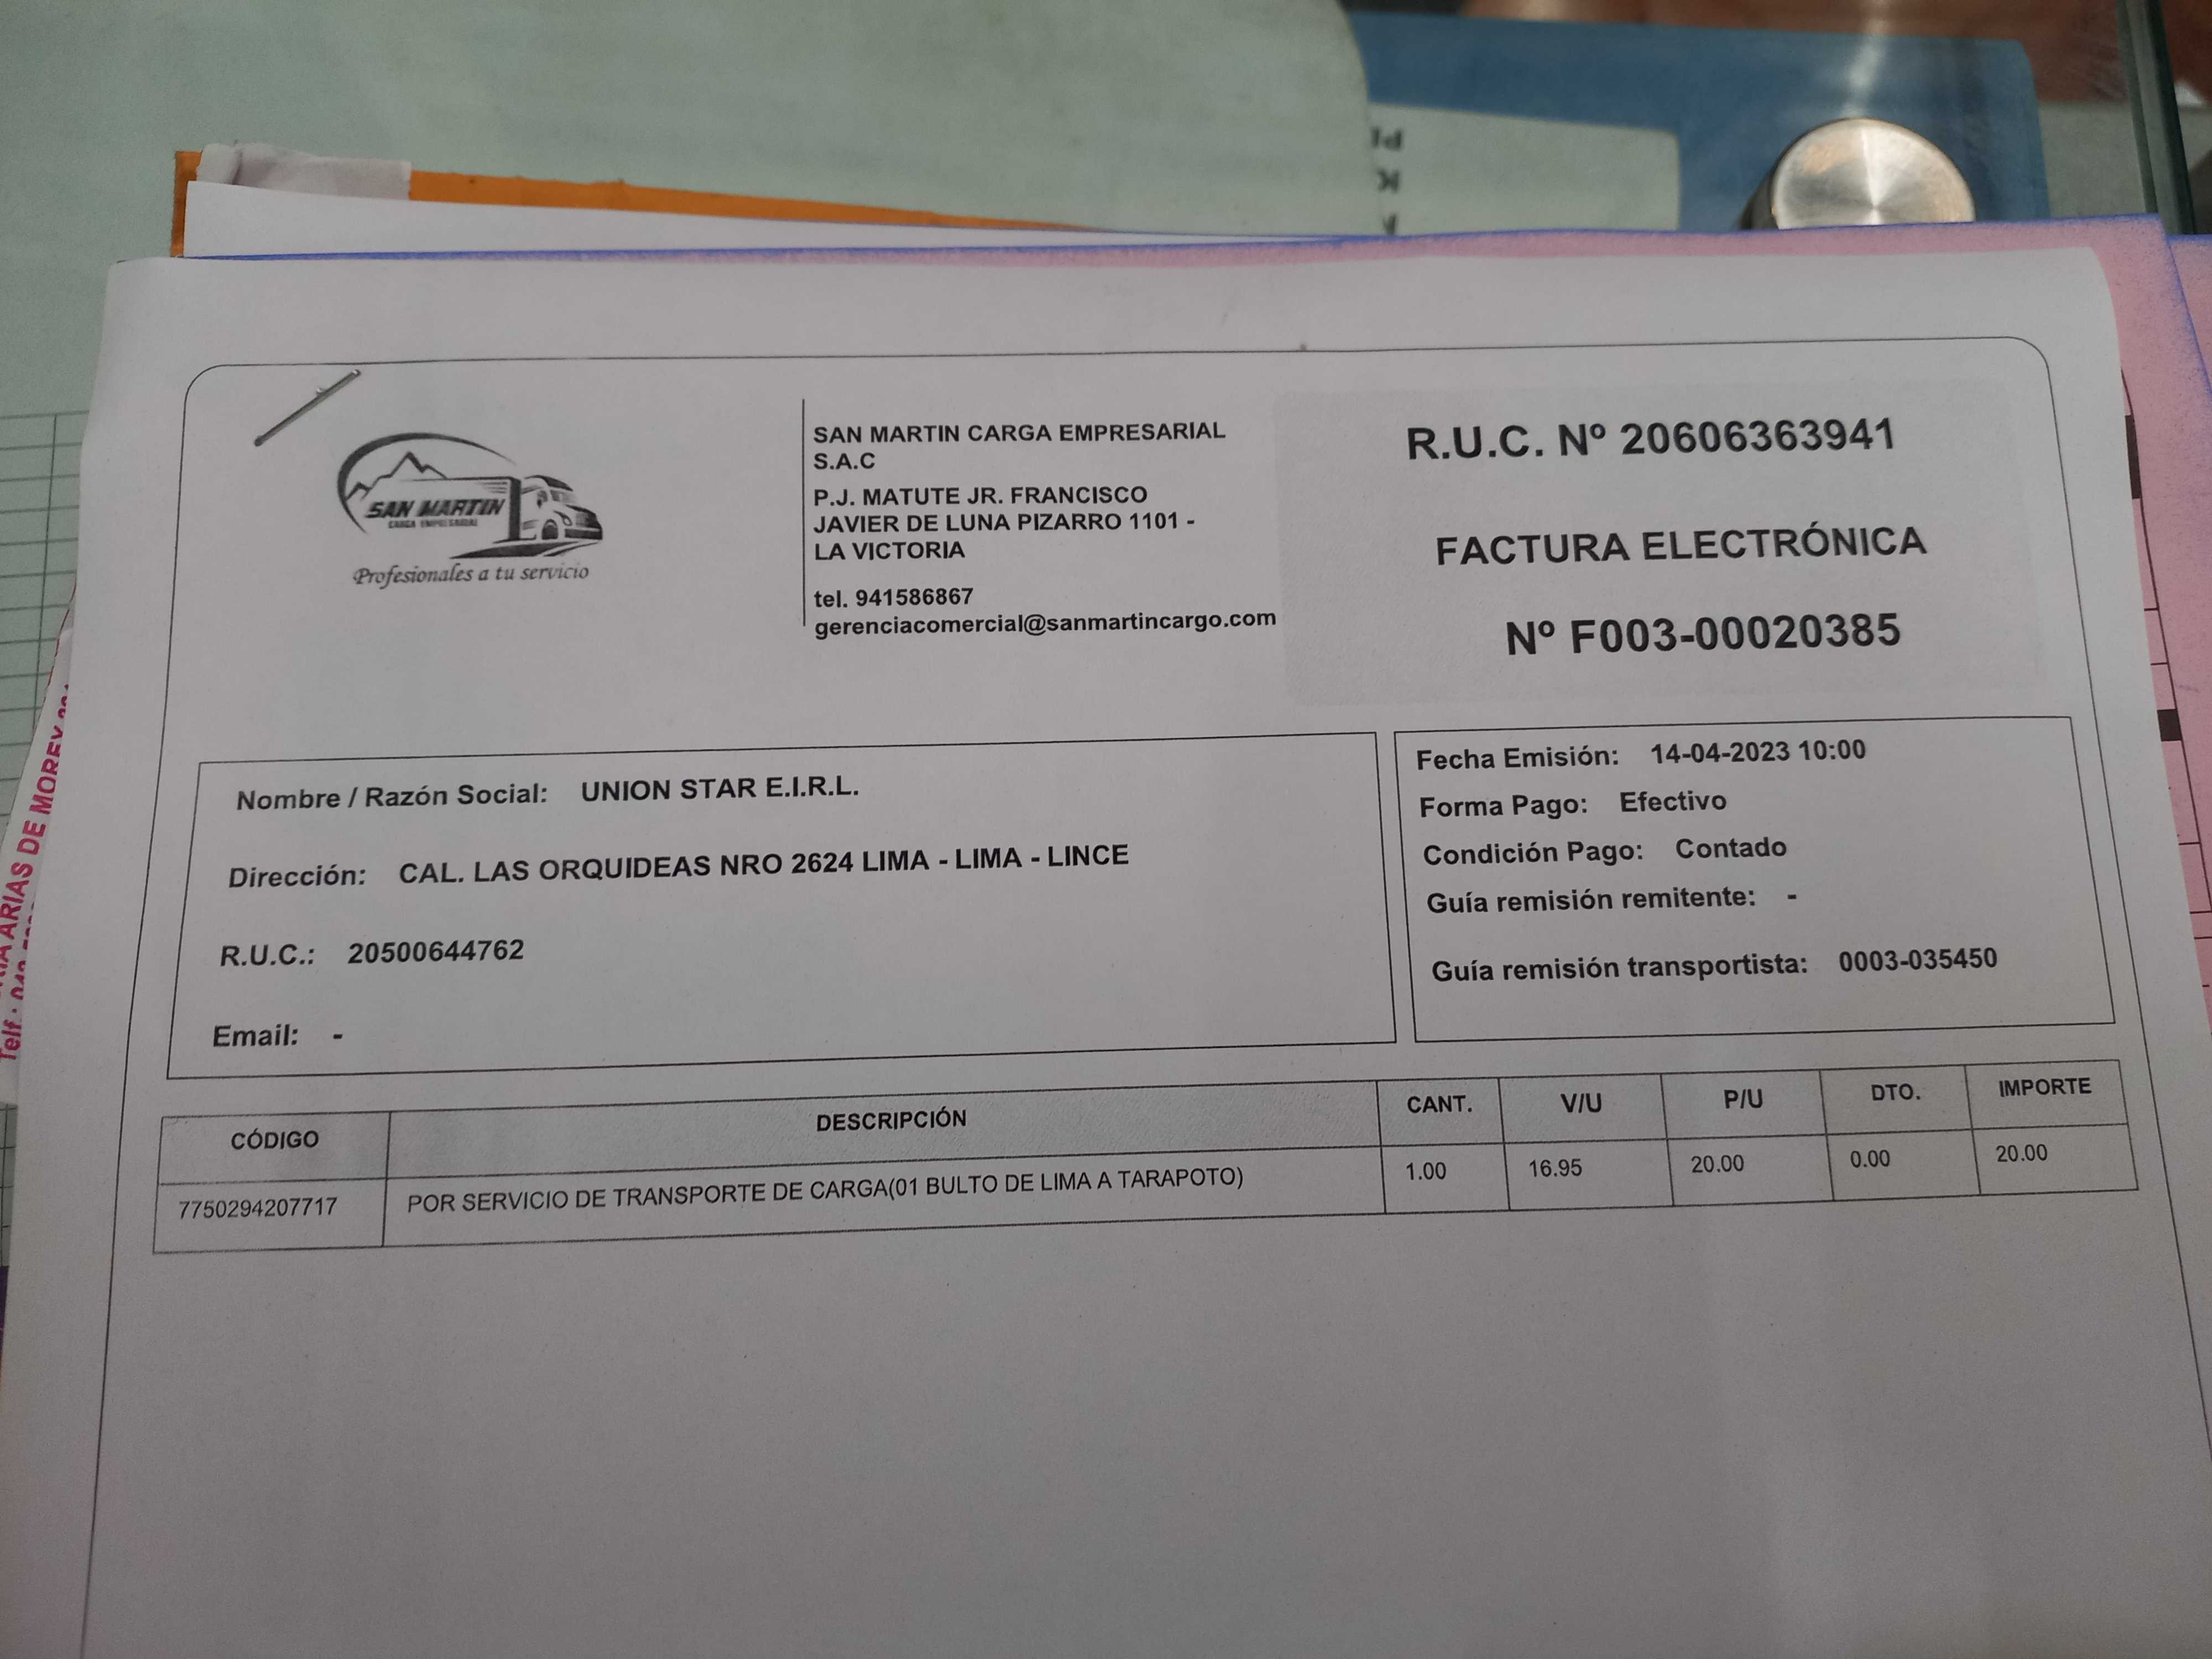 SAN MARTIN
CARGA EMPRESARIAL
Profesionales a tu servicio
SAN MARTIN CARGA EMPRESARIAL
S.A.C
P.J. MATUTE JR. FRANCISCO
JAVIER DE LUNA PIZARRO 1101 -
LA VICTORIA
tel. 941586867
gerenciacomercial@sanmartincargo.com
R.U.C. Nº 20606363941
FACTURA ELECTRÓNICA
Nº F003-00020385
Nombre / Razón Social: UNION STAR E.I.R.L.
Dirección: CAL. LAS ORQUIDEAS NRO 2624 LIMA - LIMA - LINCE
R.U.C.: 20500644762
Email: -
Fecha Emisión: 14-04-2023 10:00
Forma Pago: Efectivo
Condición Pago: Contado
Guía remisión remitente: -
Guía remisión transportista: 0003-035450
CÓDIGO DESCRIPCIÓN CANT. V/U P/U DTO. IMPORTE
7750294207717 POR SERVICIO DE TRANSPORTE DE CARGA(01 BULTO DE LIMA A TARAPOTO) 1.00 16.95 20.00 0.00 20.00
ARIAS DE MOREY
Telf.: